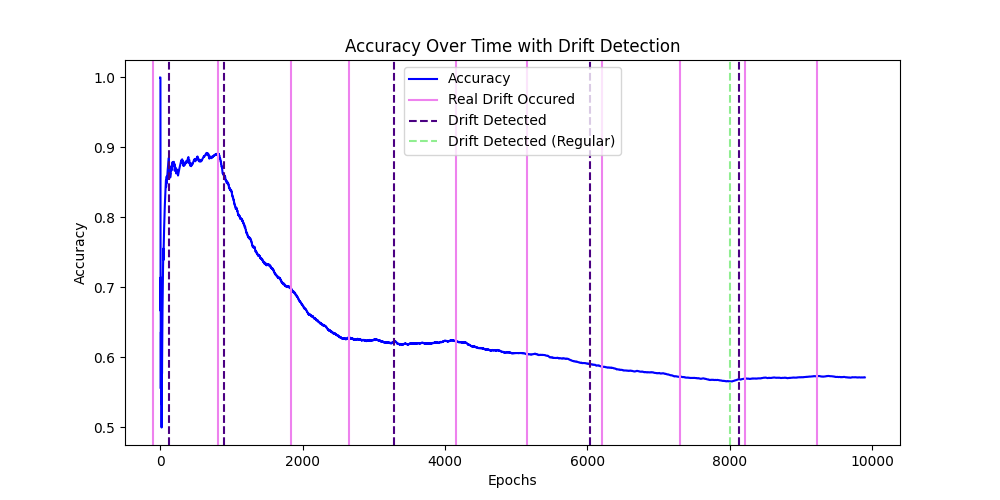 Accuracy Over Time with Drift Detection
Accuracy
Real Drift Occured
Drift Detected
Drift Detected (Regular)
1.0
0.9
0.8
0.7
0.6
0.5
Accuracy
0 2000 4000 6000 8000 10000
Epochs